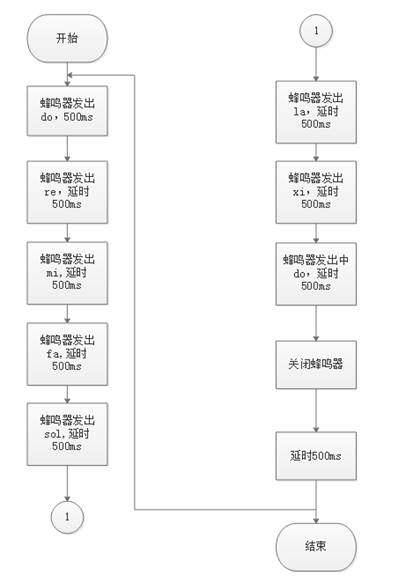 开始
蜂鸣器发出
do，500ms
蜂鸣器发出
re，延时
500ms
蜂鸣器发出
mi,延时
500ms
蜂鸣器发出
fa,延时
500ms
蜂鸣器发出
sol,延时
500ms
1
1
蜂鸣器发出
la，延时
500ms
蜂鸣器发出
xi，延时
500ms
蜂鸣器发出中
do，延时
500ms
关闭蜂鸣器
延时500ms
结束